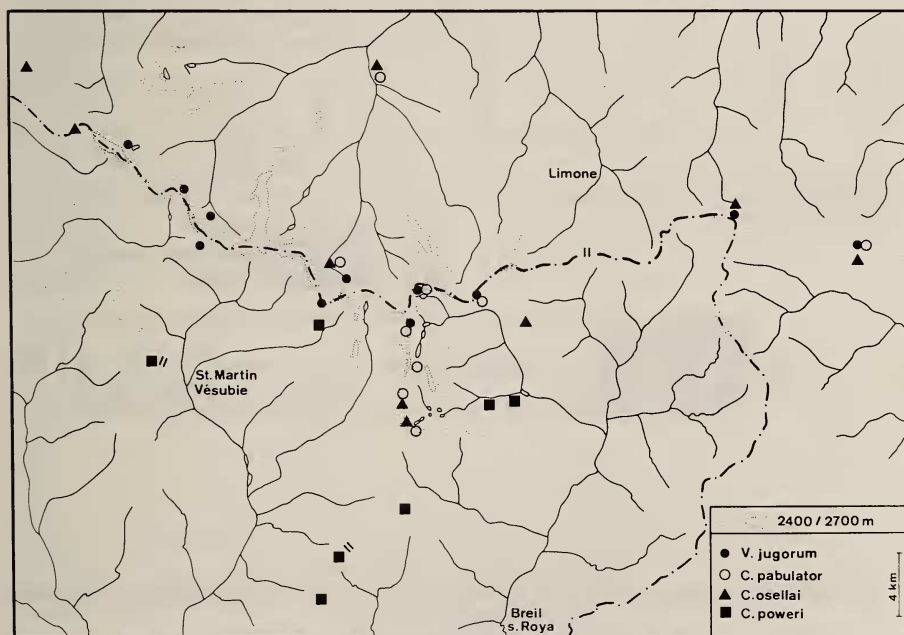 Limone
St. Martin
Vésubie
Breil
s. Roya
2400 / 2700 m
V. jugorum
C. pabulator
C. osellai
C. poweri
4 km